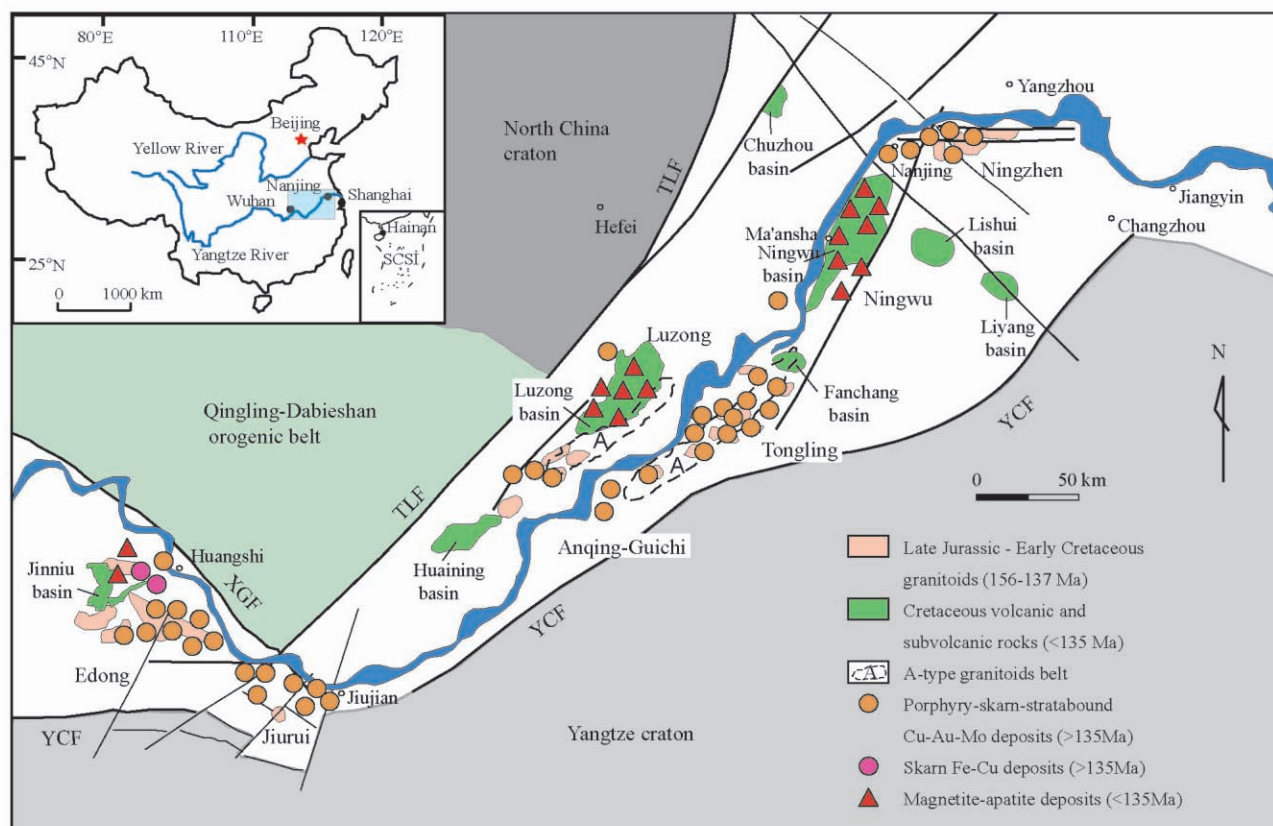 80°E
110°E
120°E
45°N
25°N
Beijing
Yellow River
Nanjing
Wuhan
Shanghai
Yangtze River
Hainan
SCSI
0
1000 km
North China
craton
TLF
Hefei
Chuzhou
basin
Yangzhou
Nanjing
Ningzhen
Jiangyin
Changzhou
Lishui
basin
Liyang
basin
Ma'ansha
Ningwu
basin
Ningwu
Luzong
Luzong
basin
A
A
Fanchang
basin
Tongling
YCF
N
0
50 km
Qingling-Dabieshan
orogenic belt
TLF
Anqing-Guichi
Huaining
basin
YCF
Huangshi
Jinniu
basin
XGF
Edong
Jiujian
Jiurui
YCF
Yangtze craton
Late Jurassic - Early Cretaceous
granitoids (156-137 Ma)
Cretaceous volcanic and
subvolcanic rocks (<135 Ma)
A
A-type granitoids belt
Porphyry-skarn-stratabound
Cu-Au-Mo deposits (>135Ma)
Skarn Fe-Cu deposits (>135Ma)
Magnetite-apatite deposits (<135Ma)